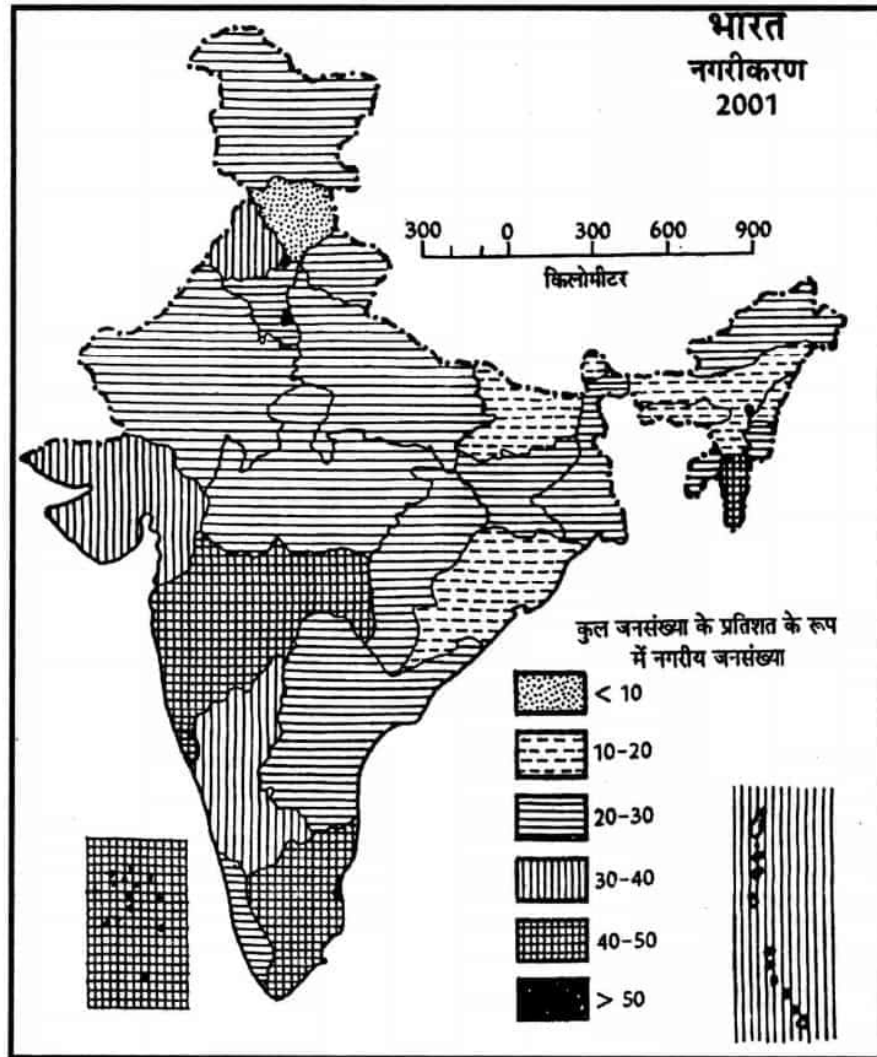 भारत
नगरीकरण
2001
300 0 300 600 900
किलोमीटर
कुल जनसंख्या के प्रतिशत के रूप
में नगरीय जनसंख्या
< 10
10-20
20-30
30-40
40-50
> 50